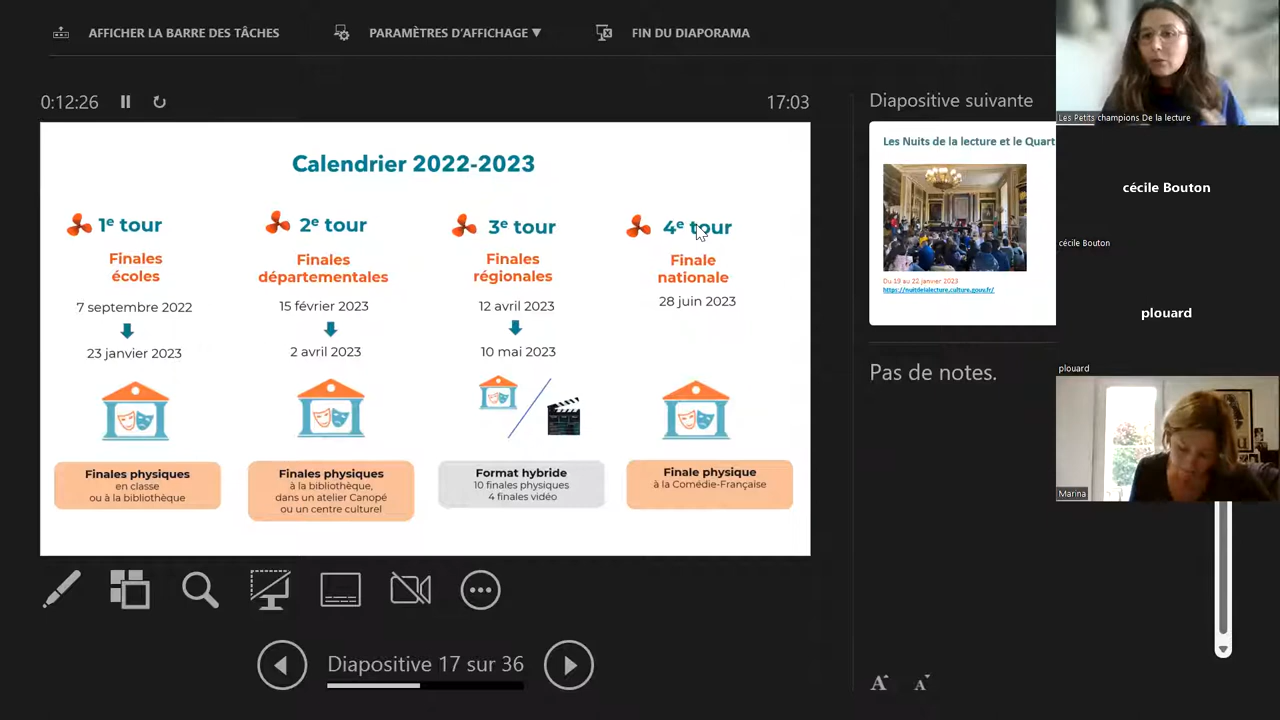 AFFICHER LA BARRE DES TÂCHES
PARAMÈTRES D'AFFICHAGE ▼
FIN DU DIAPORAMA
0:12:26
17:03
Calendrier 2022-2023
1e tour
Finales
écoles
7 septembre 2022
23 janvier 2023
Finales physiques
en classe
ou à la bibliothèque
2e tour
Finales
départementales
15 février 2023
2 avril 2023
Finales physiques
à la bibliothèque,
dans un atelier Canopé
ou un centre culturel
3e tour
Finales
régionales
12 avril 2023
10 mai 2023
Format hybride
10 finales physiques
4 finales vidéo
4e tour
Finale
nationale
28 juin 2023
Finale physique
à la Comédie-Française
Diapositive 17 sur 36
Diapositive suivante
Les Nuits de la lecture et le Quart
Du 19 au 22 janvier 2023
https://nuitdelalecture.culture.gouv.fr/
Pas de notes.
A A
Les Petits champions De la lecture
cécile Bouton
cécile Bouton
plouard
plouard
Marina